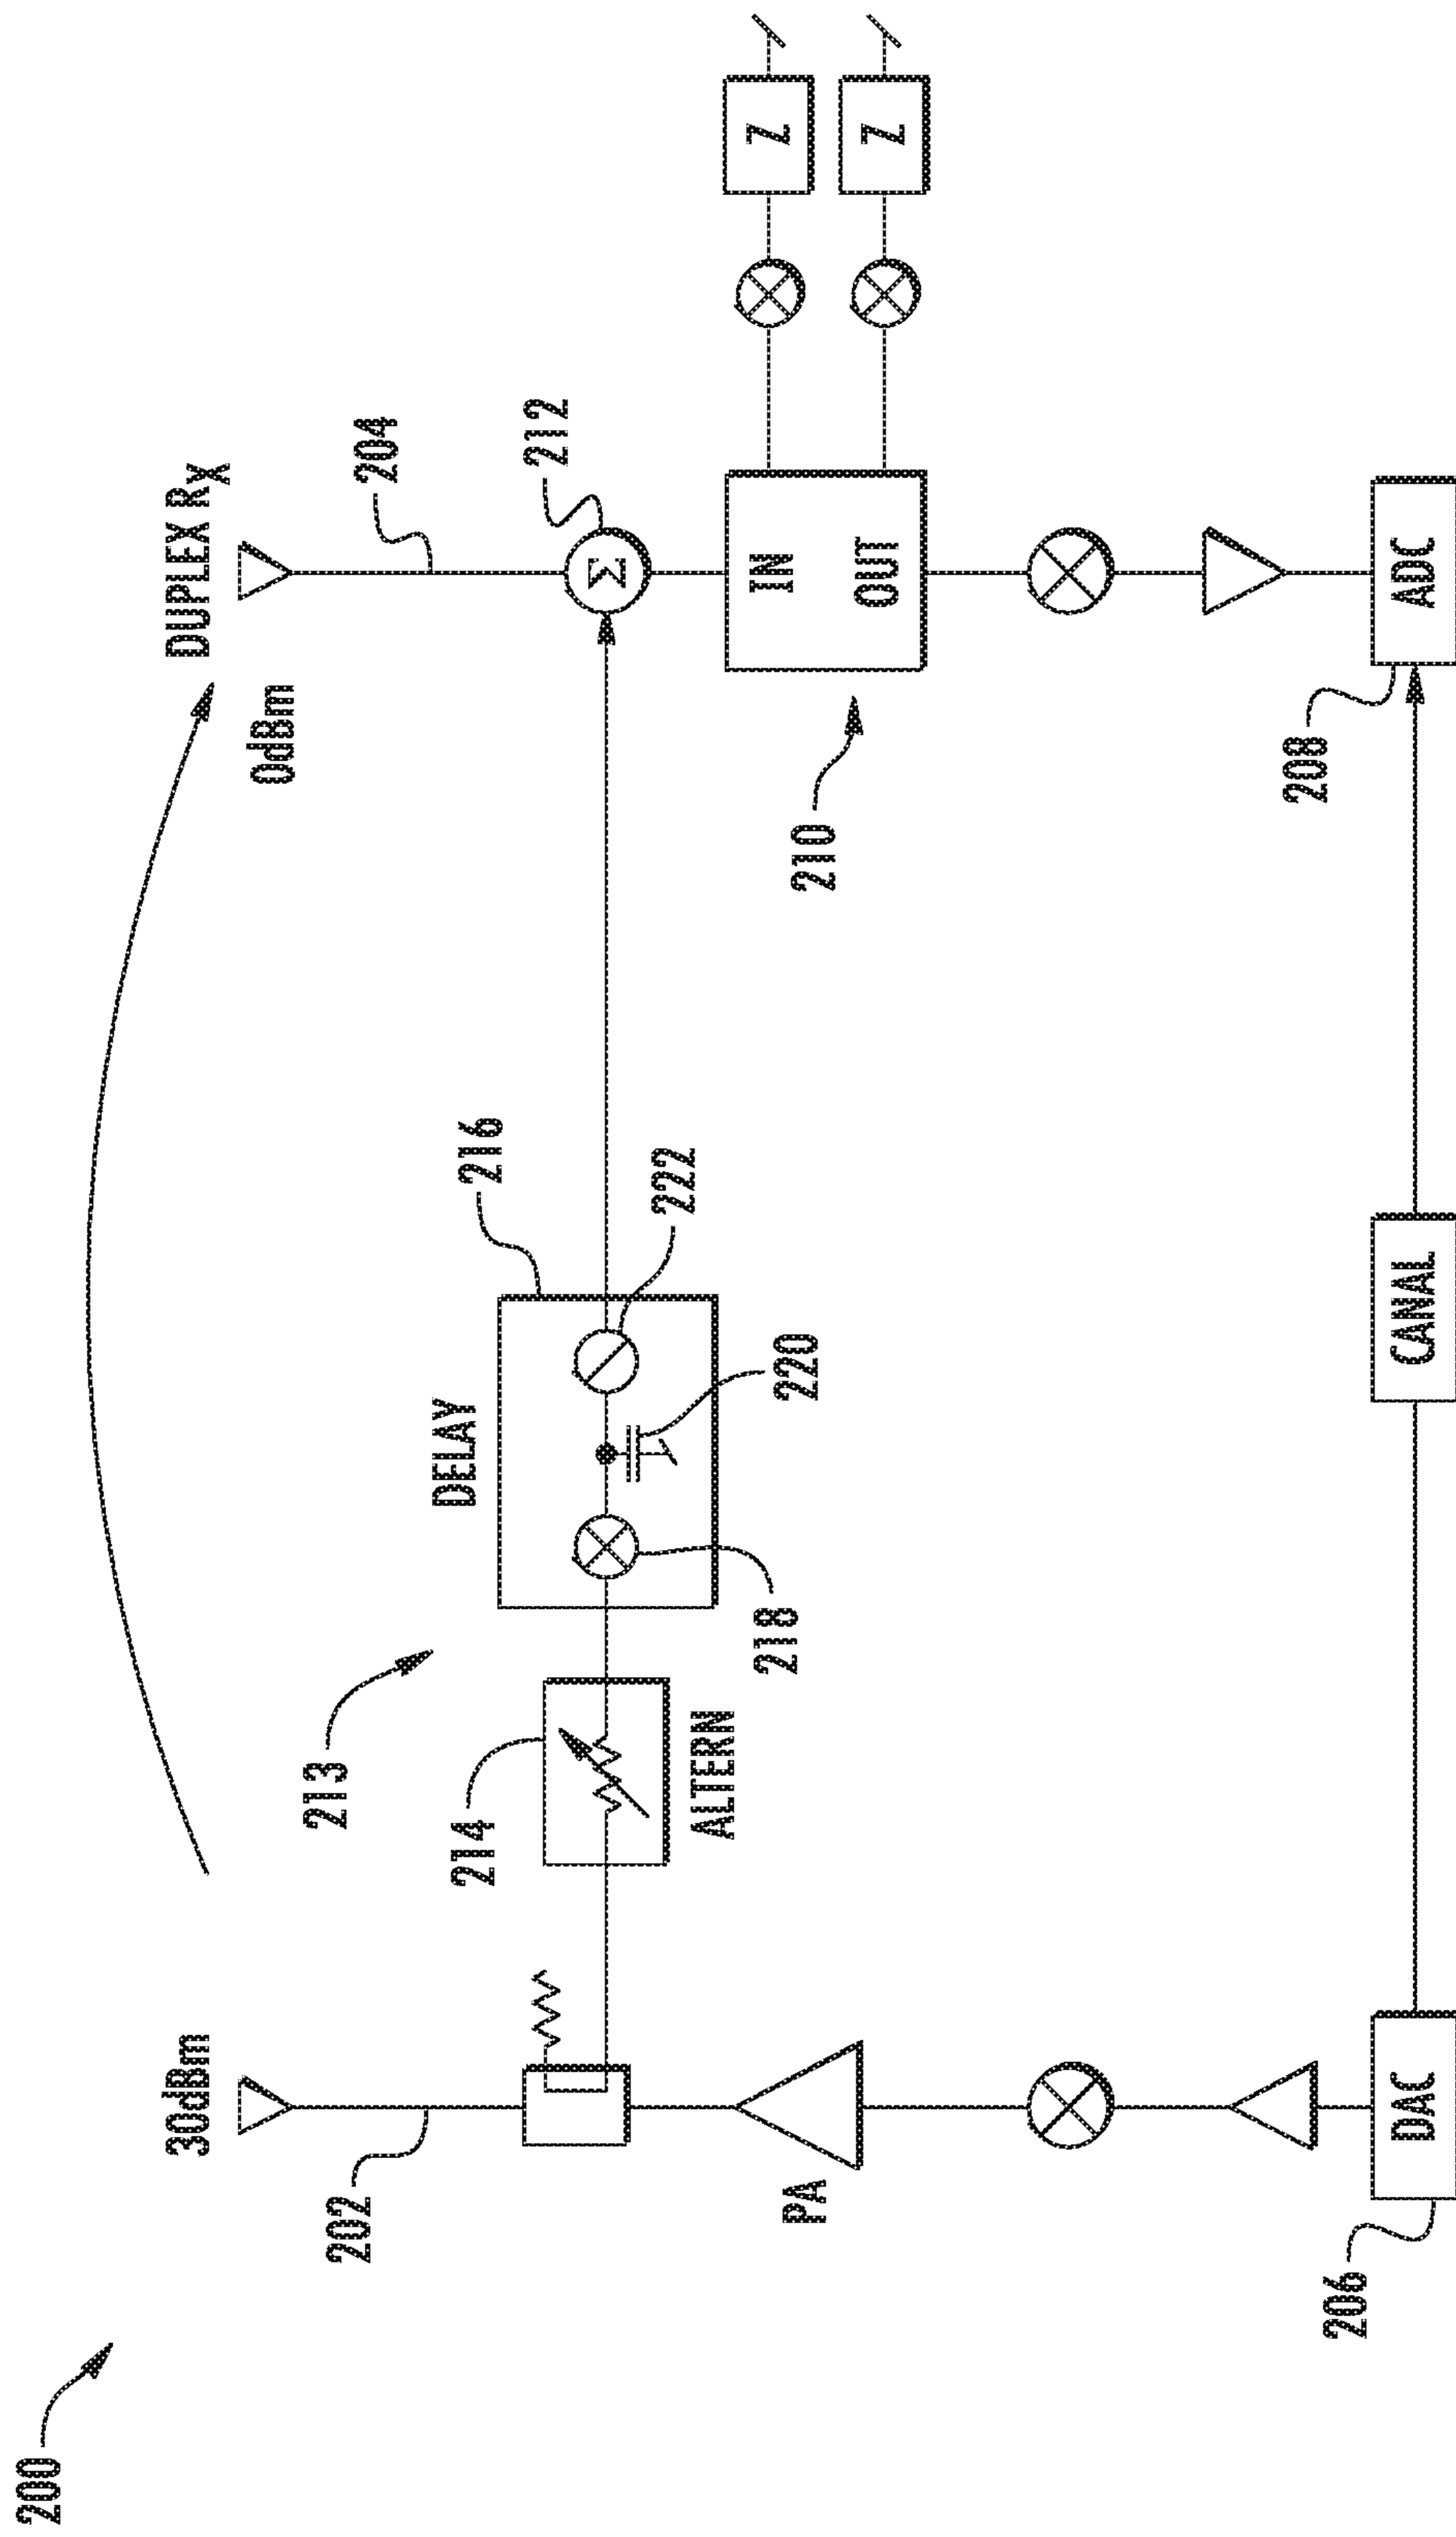 200
30dBm
202
PA
DAC
206
213
214
ALTERN
DELAY
216
218
220
222
CANAL
DUPLEX Rx
0dBm
204
212
Σ
IN
OUT
210
Z
Z
ADC
208